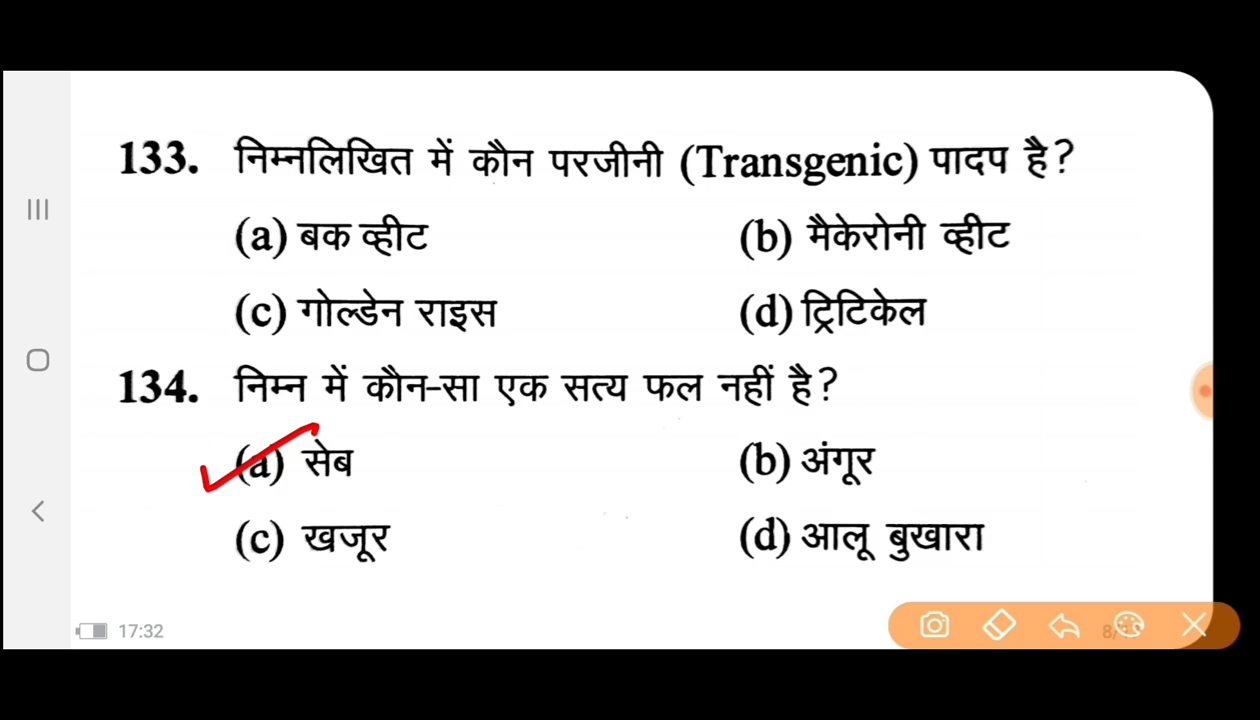 133. निम्नलिखित में कौन परजीनी (Transgenic) पादप है?
(a) बक व्हीट (b) मैकेरोनी व्हीट
(c) गोल्डेन राइस (d) ट्रिटिकेल
134. निम्न में कौन-सा एक सत्य फल नहीं है?
(a) सेब (b) अंगूर
(c) खजूर (d) आलू बुखारा
17:32